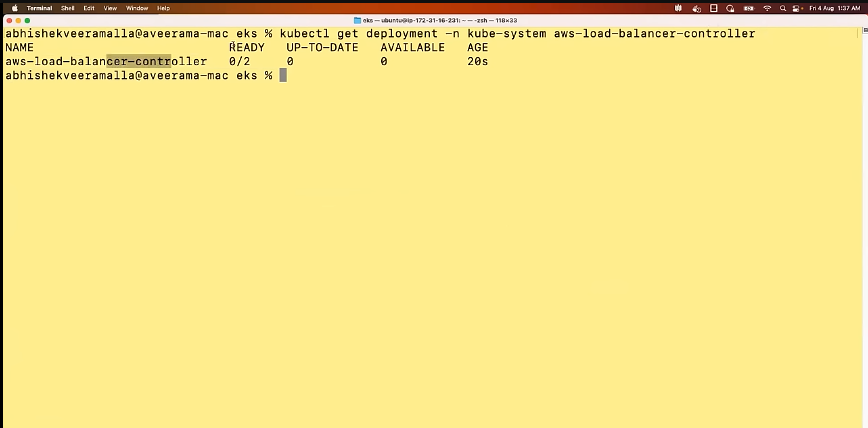 Terminal Shell Edit View Window Help Fri 4 Aug 1:37 AM
eks — ubuntu@ip-172-31-16-231: ~ — -zsh — 118×33
abhishekveeramalla@aveerama-mac eks % kubectl get deployment -n kube-system aws-load-balancer-controller
NAME READY UP-TO-DATE AVAILABLE AGE
aws-load-balancer-controller 0/2 0 0 20s
abhishekveeramalla@aveerama-mac eks %